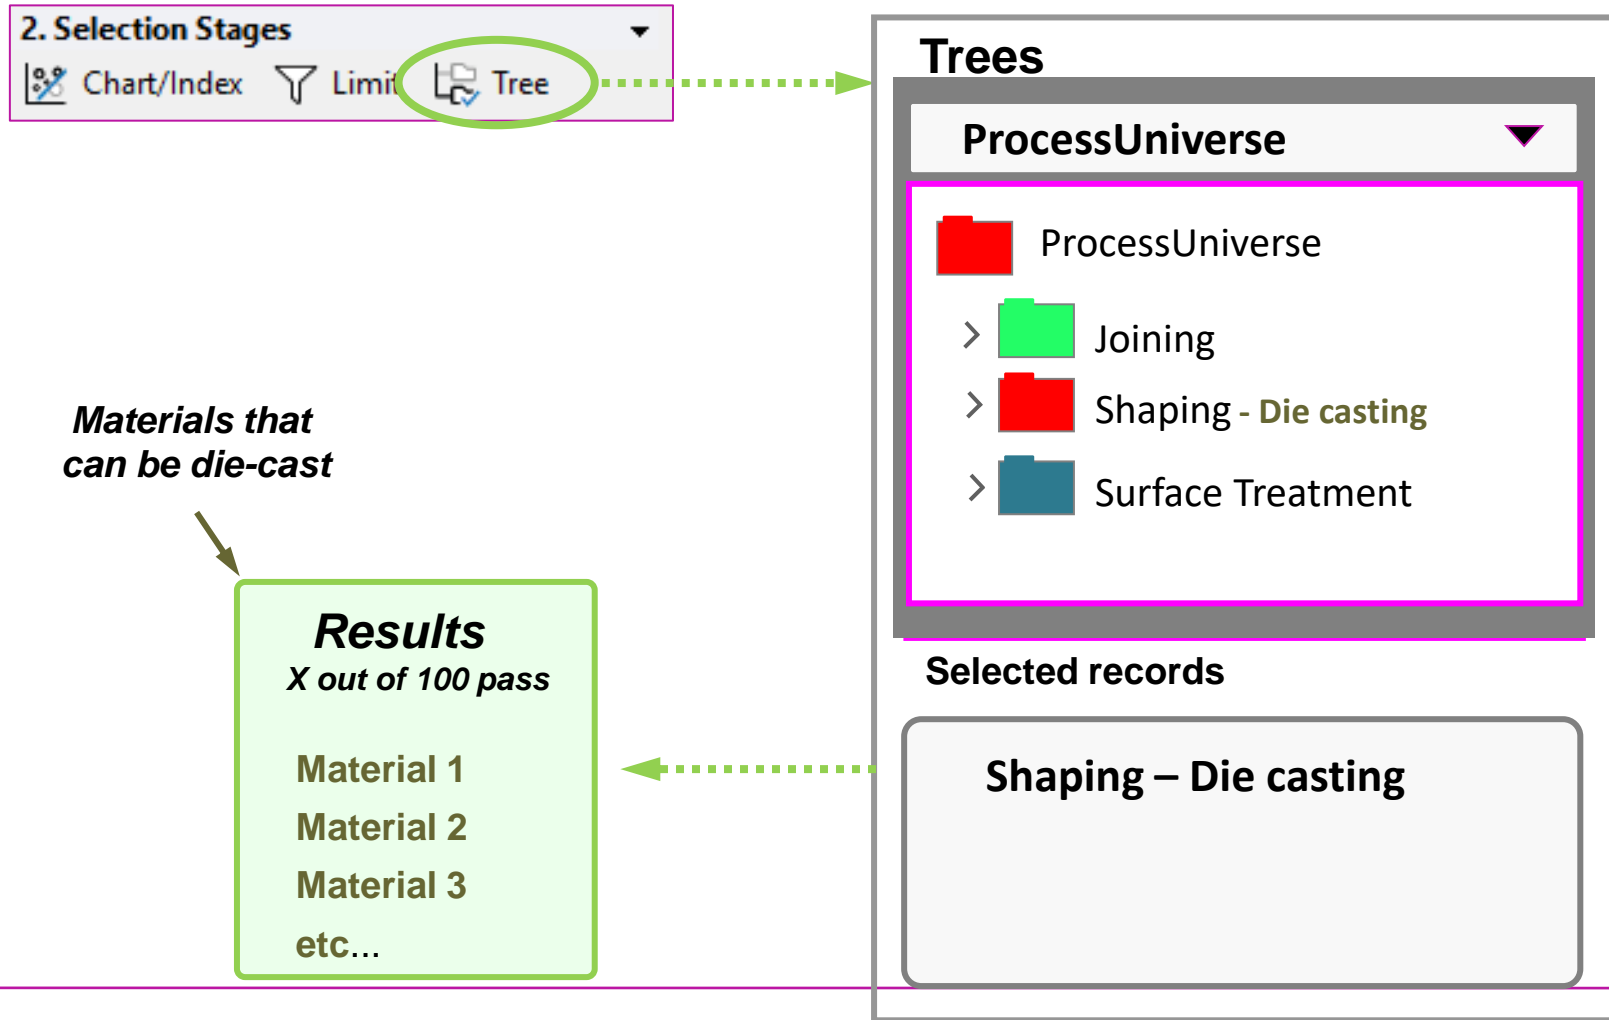 2. Selection Stages
Chart/Index Limit Tree
Trees
ProcessUniverse
ProcessUniverse
Joining
Shaping - Die casting
Surface Treatment
Materials that
can be die-cast
Results
X out of 100 pass
Material 1
Material 2
Material 3
etc...
Selected records
Shaping – Die casting